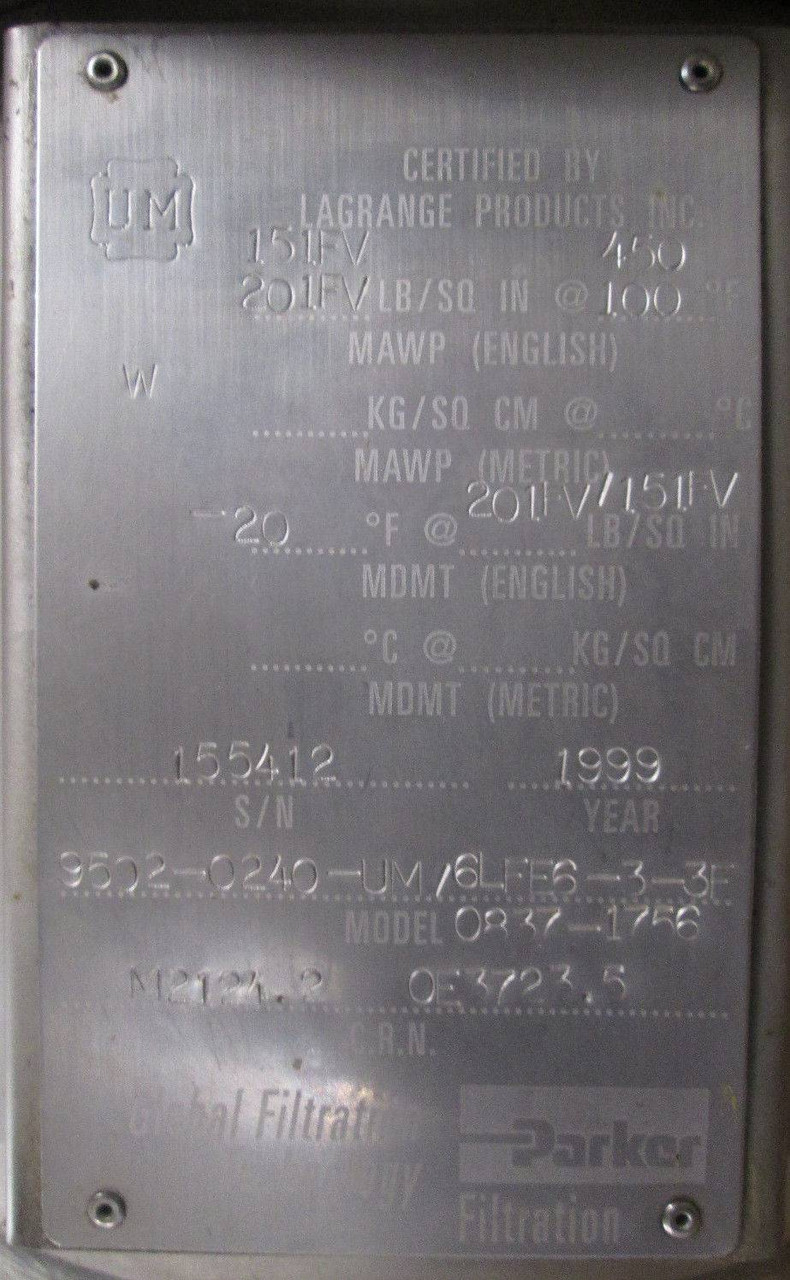 UM
CERTIFIED BY
LAGRANGE PRODUCTS INC.
151FV 450
201FV LB/SQ IN @ 100 °F
MAWP (ENGLISH)
W
KG/SQ CM @ °C
MAWP (METRIC)
201FV/151FV
-20 °F @ LB/SQ IN
MDMT (ENGLISH)
°C @ KG/SQ CM
MDMT (METRIC)
155412 1999
S/N YEAR
9502-0240-UM/6LFE6-3-3F
MODEL 0837-1756
M2124.2 0E3723.5
C.R.N.
Global Filtration Parker
Filtration